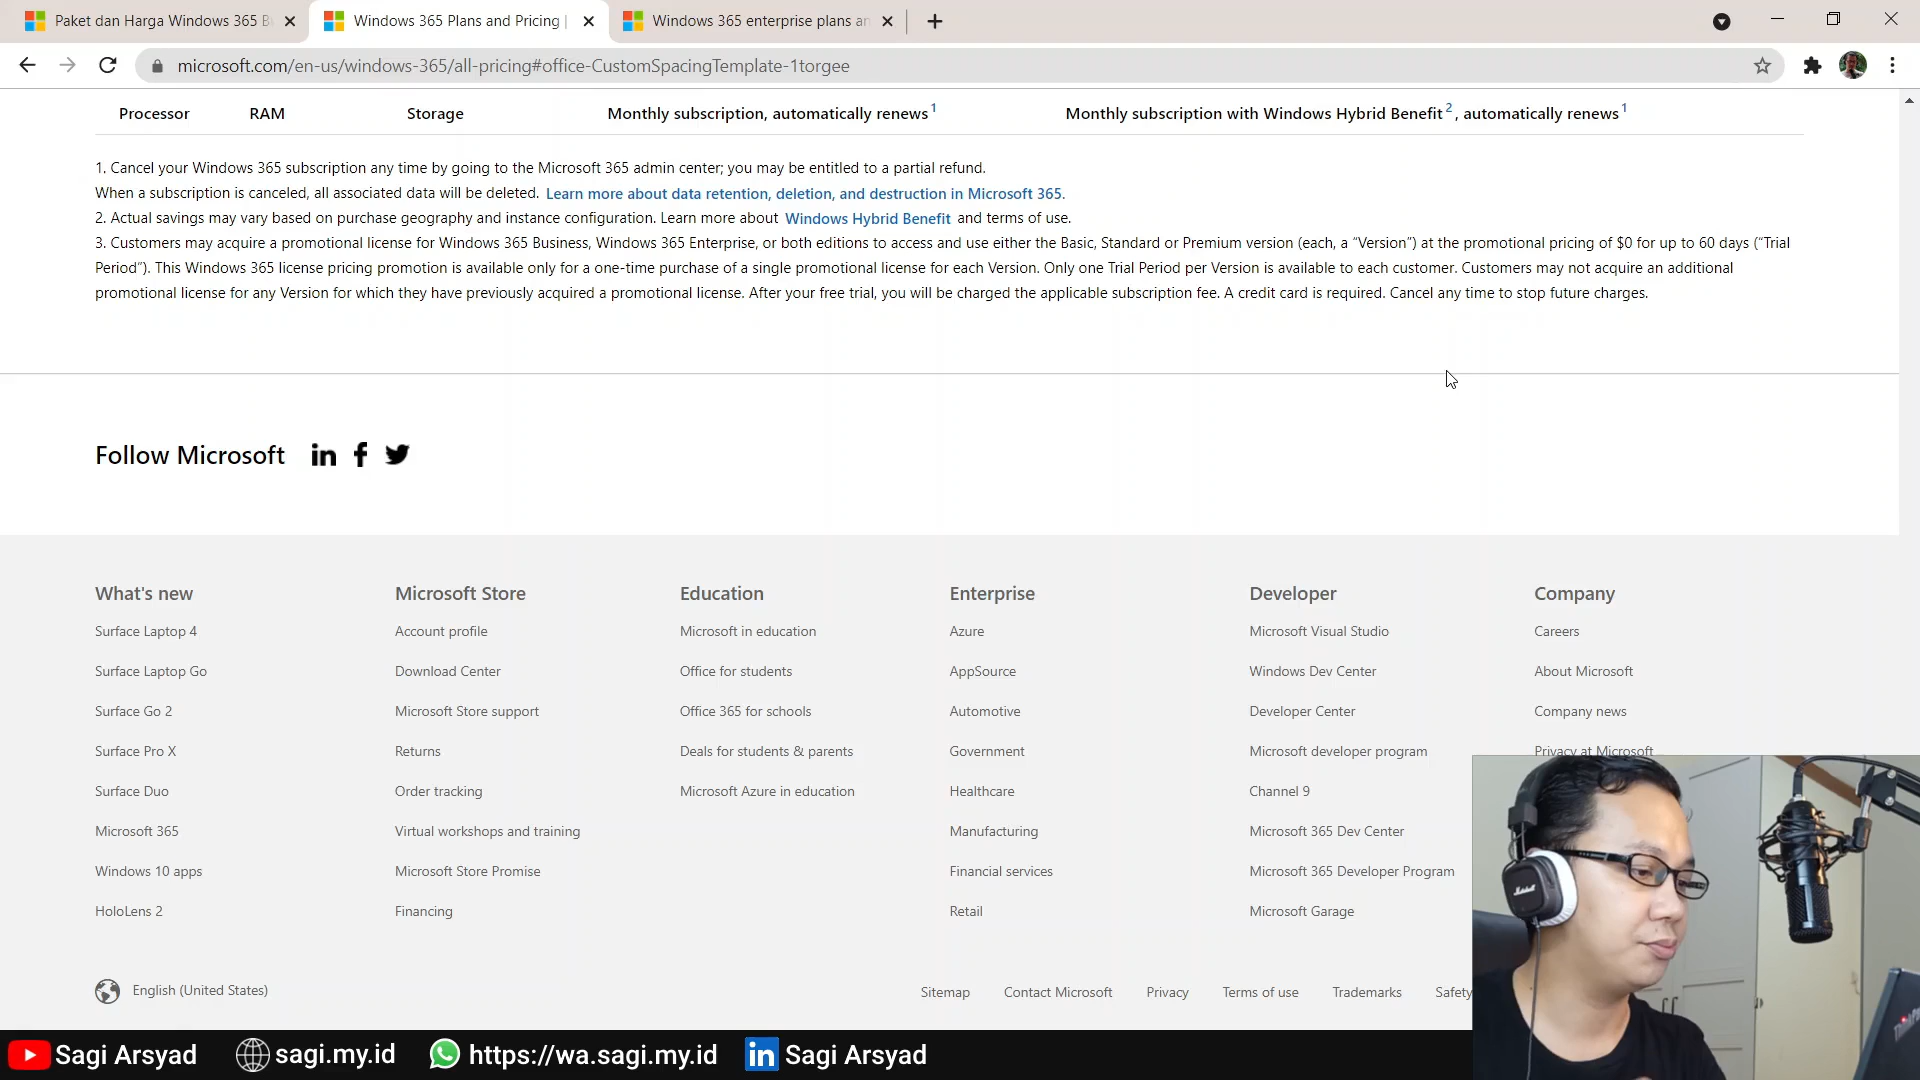 Paket dan Harga Windows 365 B
Windows 365 Plans and Pricing |
Windows 365 enterprise plans an
microsoft.com/en-us/windows-365/all-pricing#office-CustomSpacingTemplate-1torgee
Processor RAM Storage Monthly subscription, automatically renews 1 Monthly subscription with Windows Hybrid Benefit 2 , automatically renews 1
1. Cancel your Windows 365 subscription any time by going to the Microsoft 365 admin center; you may be entitled to a partial refund.
When a subscription is canceled, all associated data will be deleted. Learn more about data retention, deletion, and destruction in Microsoft 365.
2. Actual savings may vary based on purchase geography and instance configuration. Learn more about Windows Hybrid Benefit and terms of use.
3. Customers may acquire a promotional license for Windows 365 Business, Windows 365 Enterprise, or both editions to access and use either the Basic, Standard or Premium version (each, a “Version”) at the promotional pricing of $0 for up to 60 days (“Trial
Period”). This Windows 365 license pricing promotion is available only for a one-time purchase of a single promotional license for each Version. Only one Trial Period per Version is available to each customer. Customers may not acquire an additional
promotional license for any Version for which they have previously acquired a promotional license. After your free trial, you will be charged the applicable subscription fee. A credit card is required. Cancel any time to stop future charges.
Follow Microsoft
What's new
Surface Laptop 4
Surface Laptop Go
Surface Go 2
Surface Pro X
Surface Duo
Microsoft 365
Windows 10 apps
HoloLens 2
Microsoft Store
Account profile
Download Center
Microsoft Store support
Returns
Order tracking
Virtual workshops and training
Microsoft Store Promise
Financing
Education
Microsoft in education
Office for students
Office 365 for schools
Deals for students & parents
Microsoft Azure in education
Enterprise
Azure
AppSource
Automotive
Government
Healthcare
Manufacturing
Financial services
Retail
Developer
Microsoft Visual Studio
Windows Dev Center
Developer Center
Microsoft developer program
Channel 9
Microsoft 365 Dev Center
Microsoft 365 Developer Program
Microsoft Garage
Company
Careers
About Microsoft
Company news
Privacy at Microsoft
English (United States)
Sitemap Contact Microsoft Privacy Terms of use Trademarks Safety
Marshall
Sagi Arsyad sagi.my.id https://wa.sagi.my.id in Sagi Arsyad